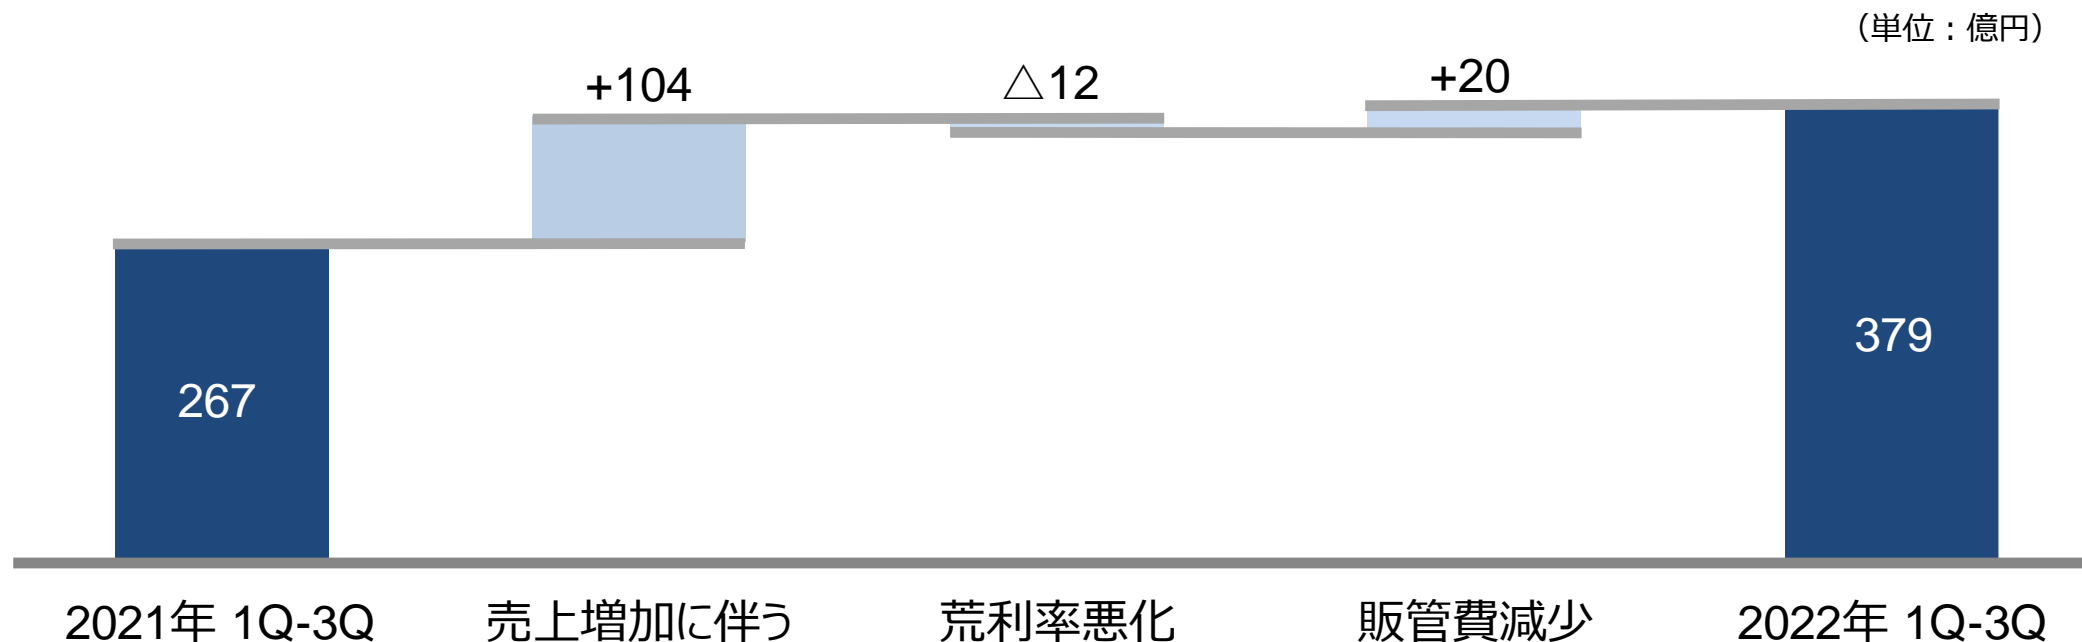 （単位：億円）
+104
△12
+20
267
379
2021年 1Q-3Q
売上増加に伴う
荒利率悪化
販管費減少
2022年 1Q-3Q